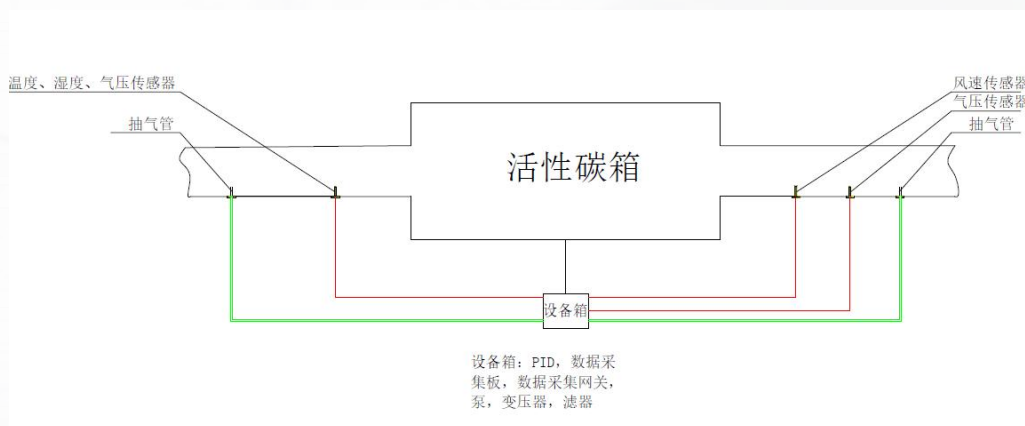 温度、湿度、气压传感器
抽气管
风速传感器
气压传感器
抽气管
活性碳箱
设备箱
设备箱：PID，数据采
集板，数据采集网关，
泵，变压器，滤器